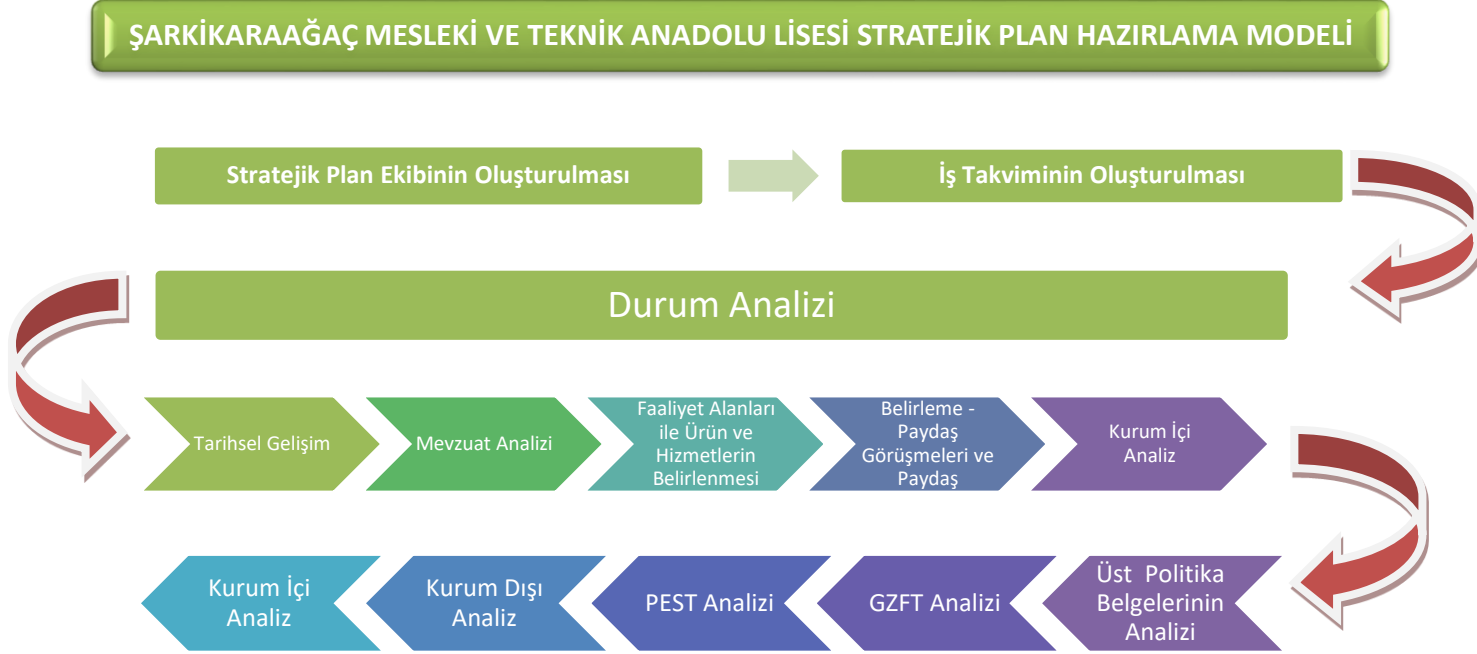 ŞARKİKARAAĞAÇ MESLEKİ VE TEKNİK ANADOLU LİSESİ STRATEJİK PLAN HAZIRLAMA MODELİ
Stratejik Plan Ekibinin Oluşturulması
İş Takviminin Oluşturulması
Durum Analizi
Tarihsel Gelişim
Mevzuat Analizi
Faaliyet Alanları
ile Ürün ve
Hizmetlerin
Belirlenmesi
Belirleme -
Paydaş
Görüşmeleri ve
Paydaş
Kurum İçi
Analiz
Kurum İçi
Analiz
Kurum Dışı
Analiz
PEST Analizi
GZFT Analizi
Üst Politika
Belgelerinin
Analizi